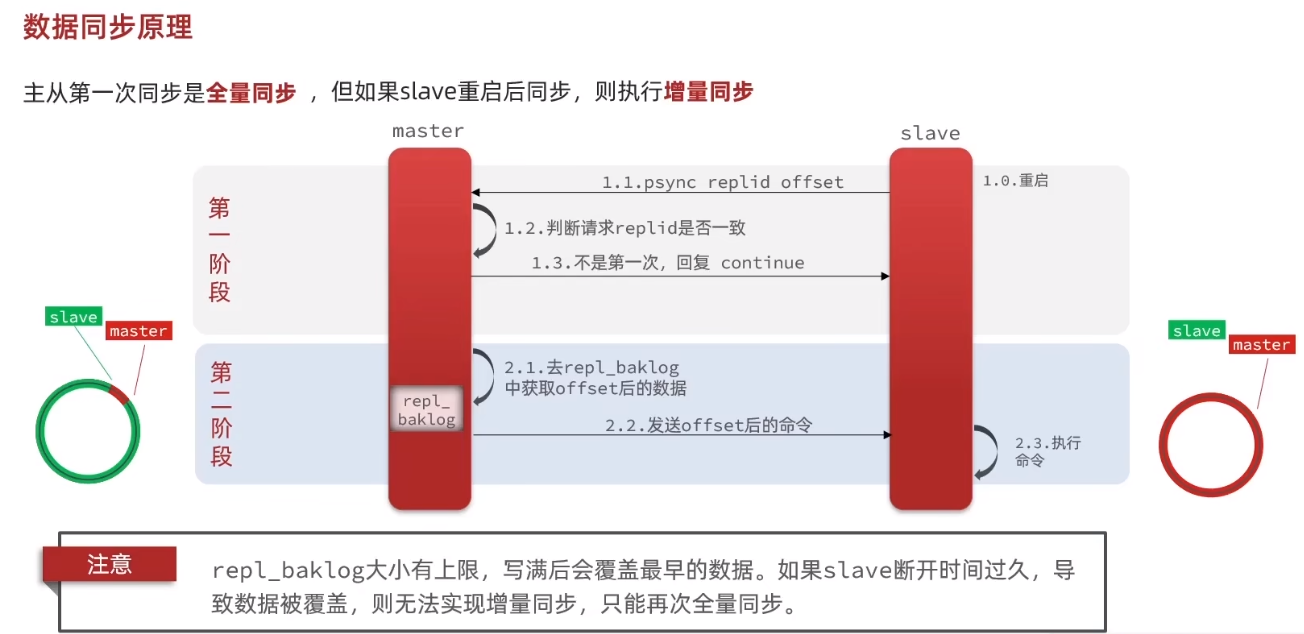 数据同步原理
主从第一次同步是全量同步 ，但如果slave重启后同步，则执行增量同步
master
slave
第一阶段
1.0.重启
1.1.psync replid offset
1.2.判断请求replid是否一致
1.3.不是第一次，回复 continue
slave
master
第二阶段
2.1.去repl_baklog
中获取offset后的数据
repl_
baklog
2.2.发送offset后的命令
2.3.执行
命令
slave
master
注意
repl_baklog大小有上限，写满后会覆盖最早的数据。如果slave断开时间过久，导
致数据被覆盖，则无法实现增量同步，只能再次全量同步。